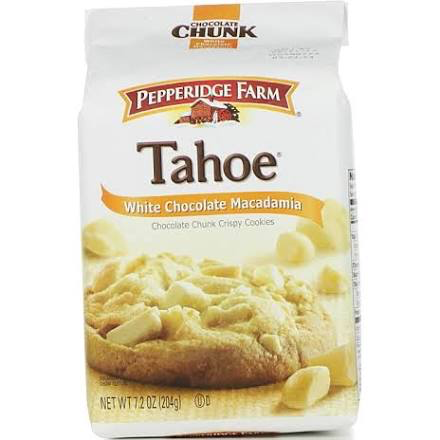 CHOCOLATE
CHUNK
PEPPERIDGE FARM®
Tahoe®
White Chocolate Macadamia
Chocolate Chunk Crispy Cookies
NET WT 7.2 OZ (204g) Ⓤ D